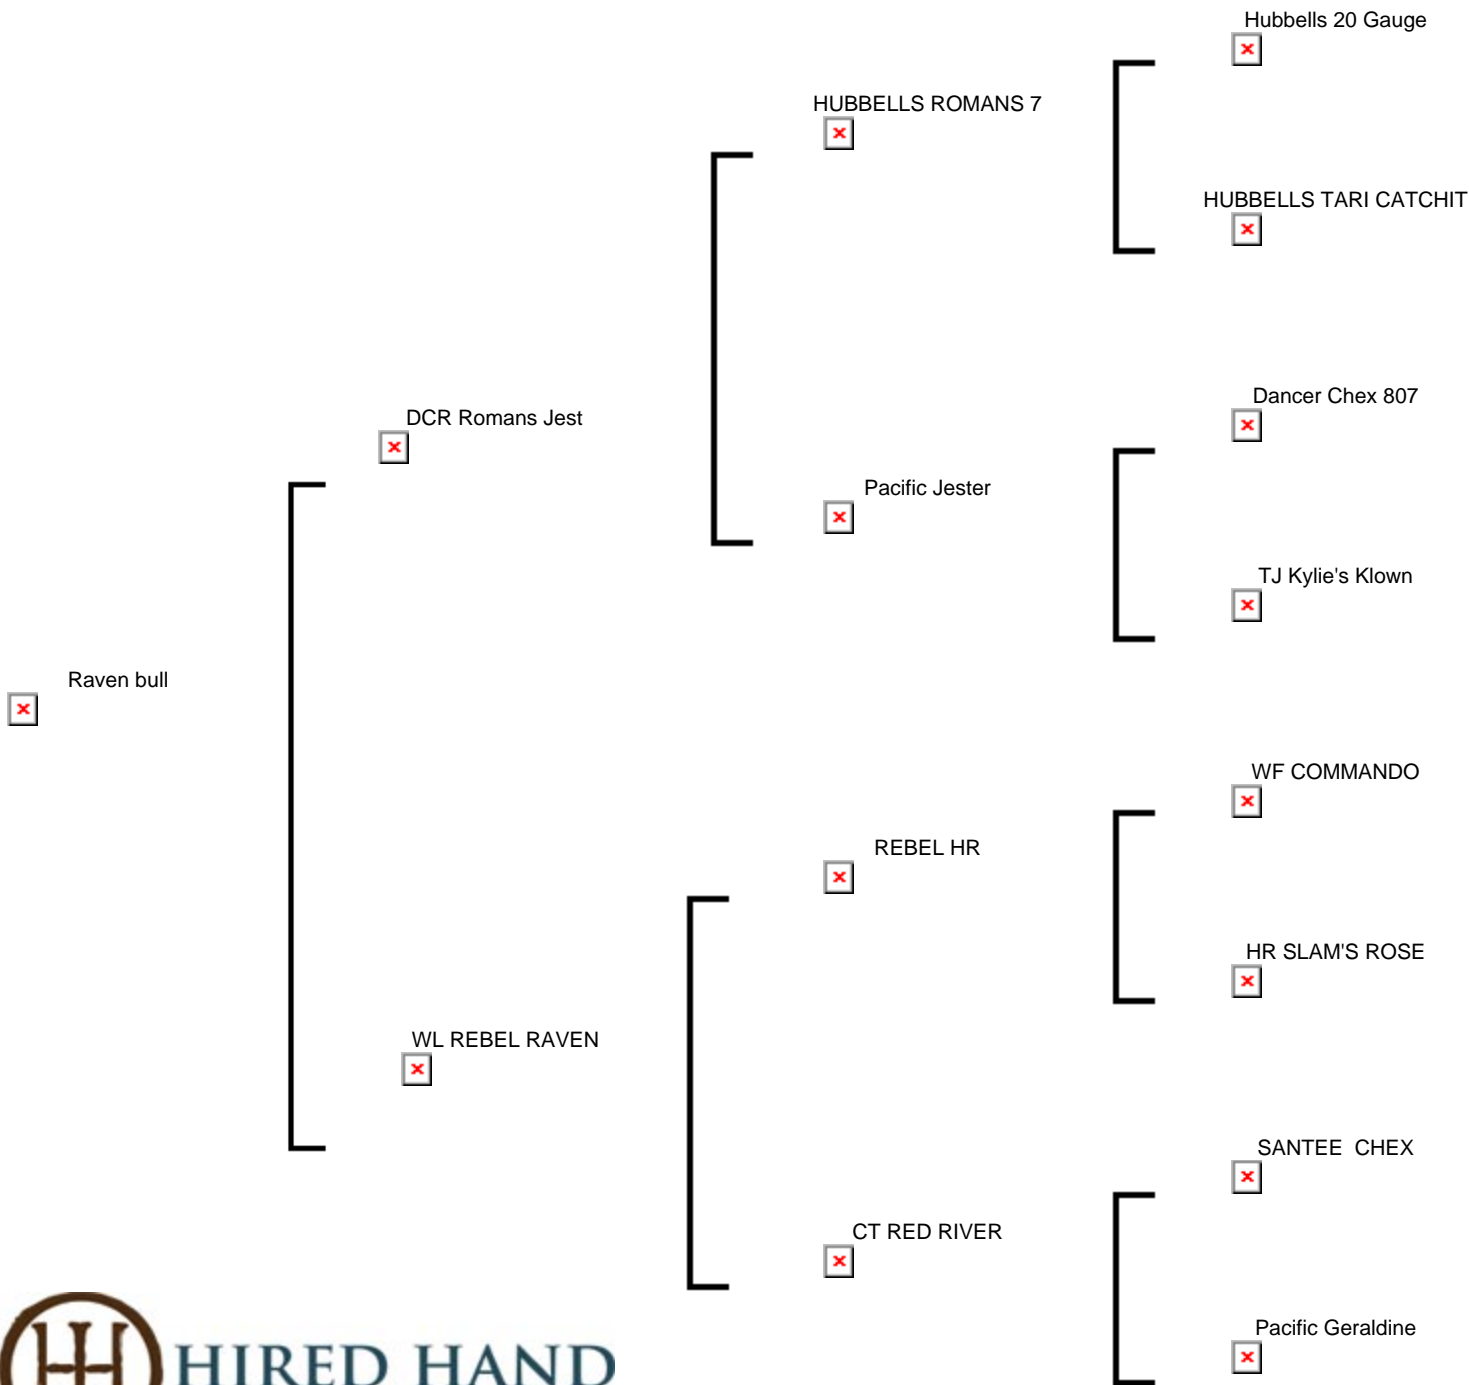 Hubbells 20 Gauge
HUBBELLS ROMANS 7
HUBBELLS TARI CATCHIT
Dancer Chex 807
DCR Romans Jest
Pacific Jester
TJ Kylie's Klown
Raven bull
WF COMMANDO
REBEL HR
HR SLAM'S ROSE
WL REBEL RAVEN
SANTEE  CHEX
CT RED RIVER
Pacific Geraldine
HIRED HAND